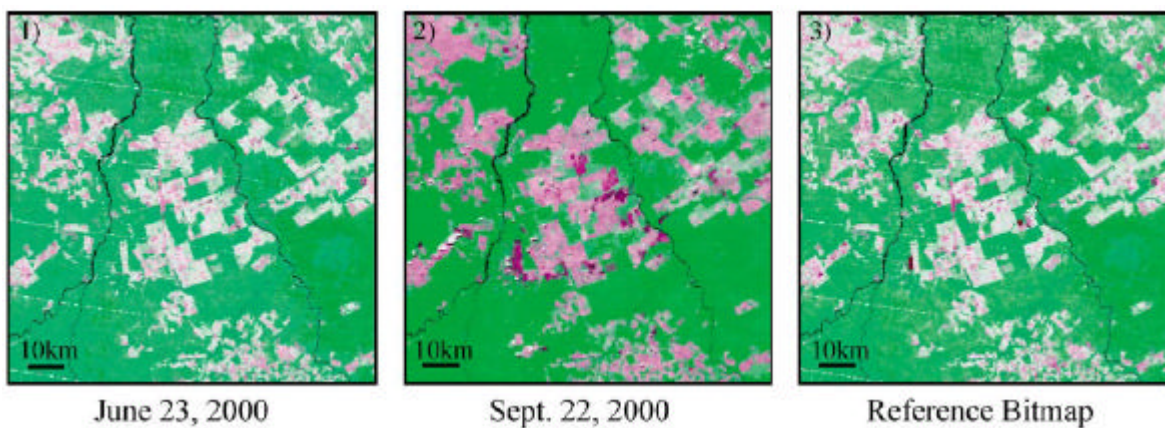 1)
10km
June 23, 2000
2)
10km
Sept. 22, 2000
3)
10km
Reference Bitmap